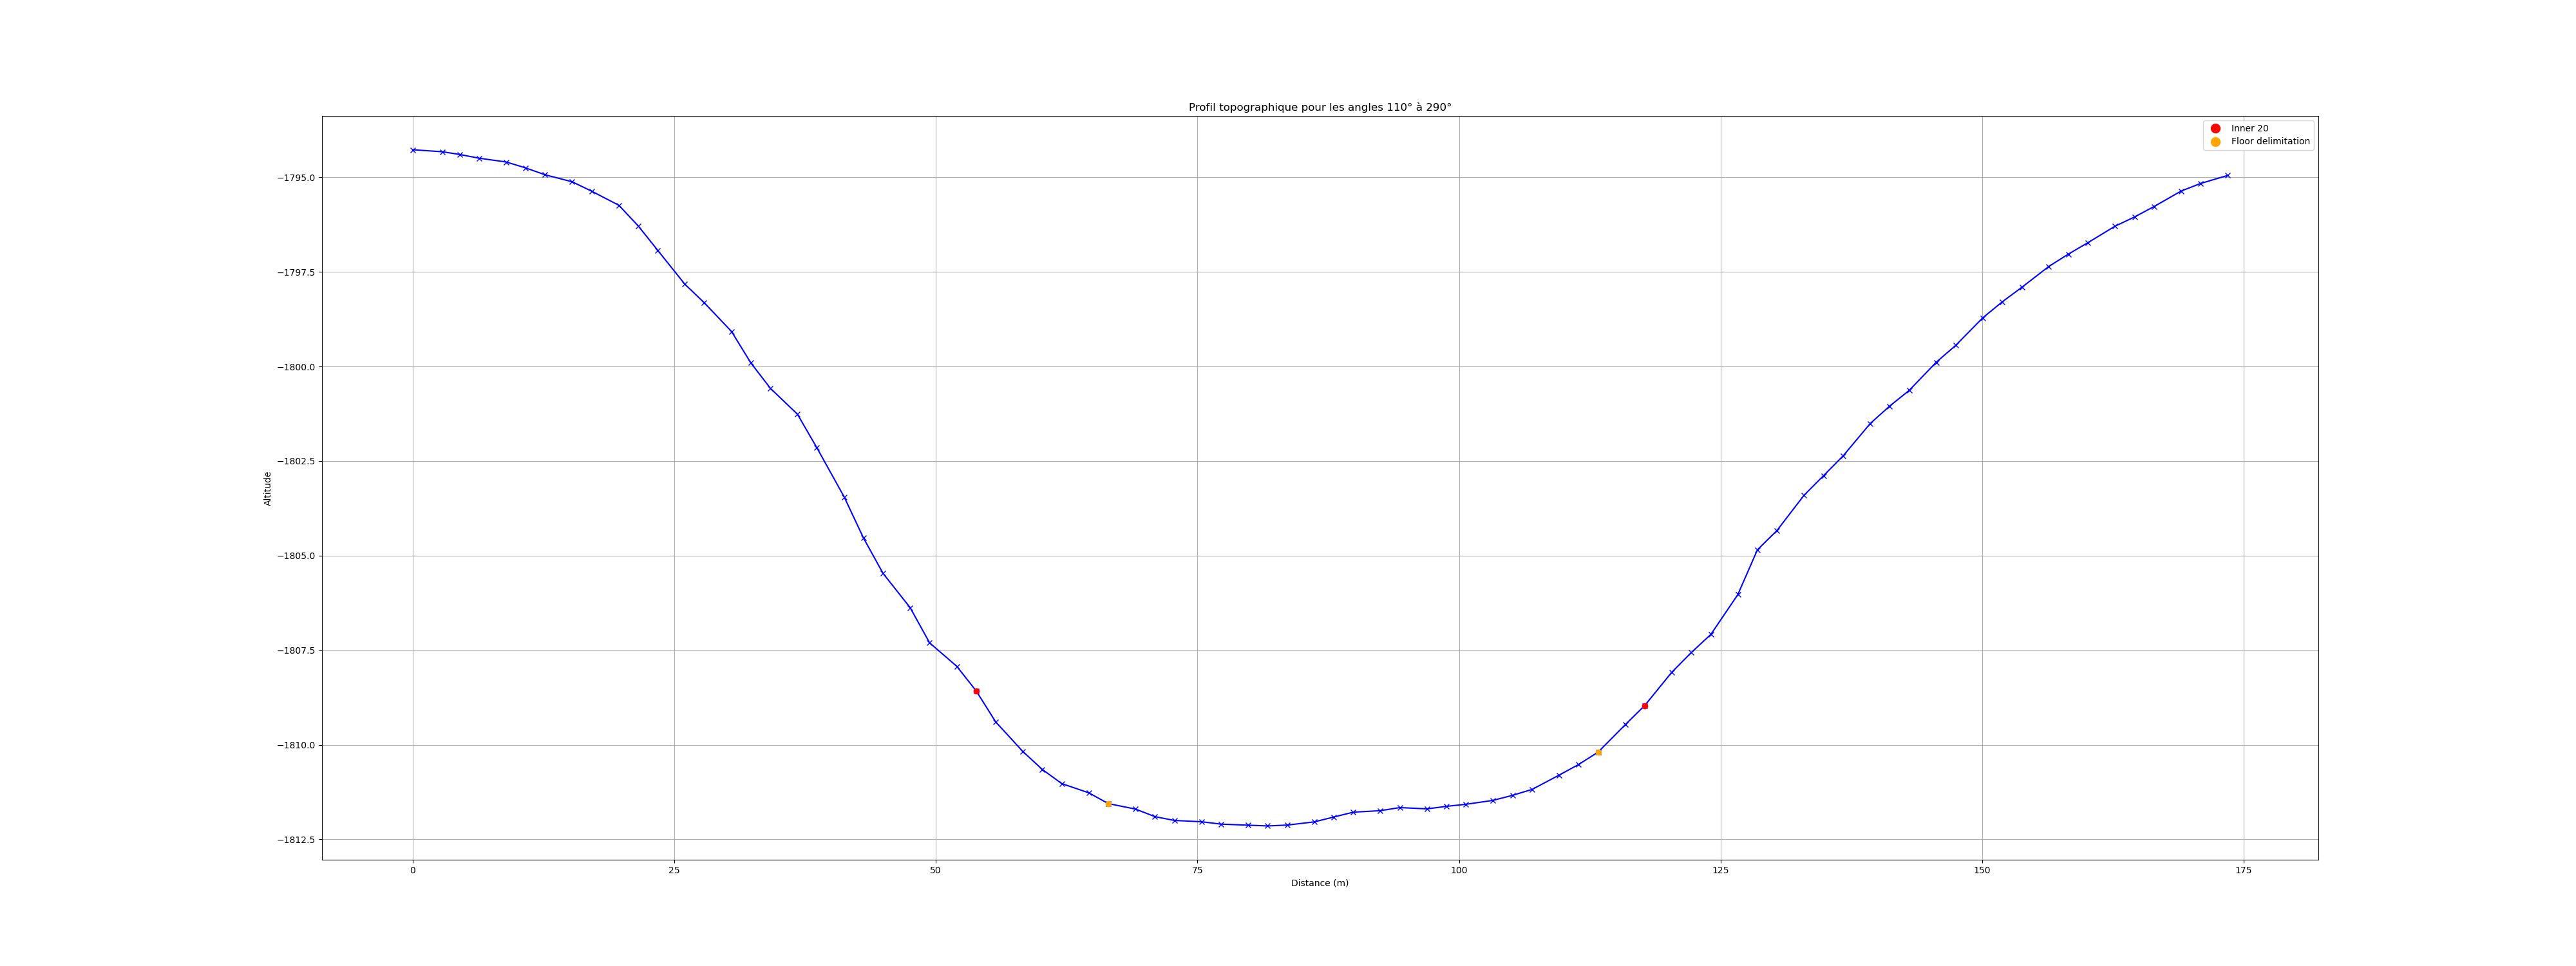 Profil topographique pour les angles 110° à 290°
Inner 20
Floor delimitation
Altitude
−1795.0
−1797.5
−1800.0
−1802.5
−1805.0
−1807.5
−1810.0
−1812.5
0 25 50 75 100 125 150 175
Distance (m)